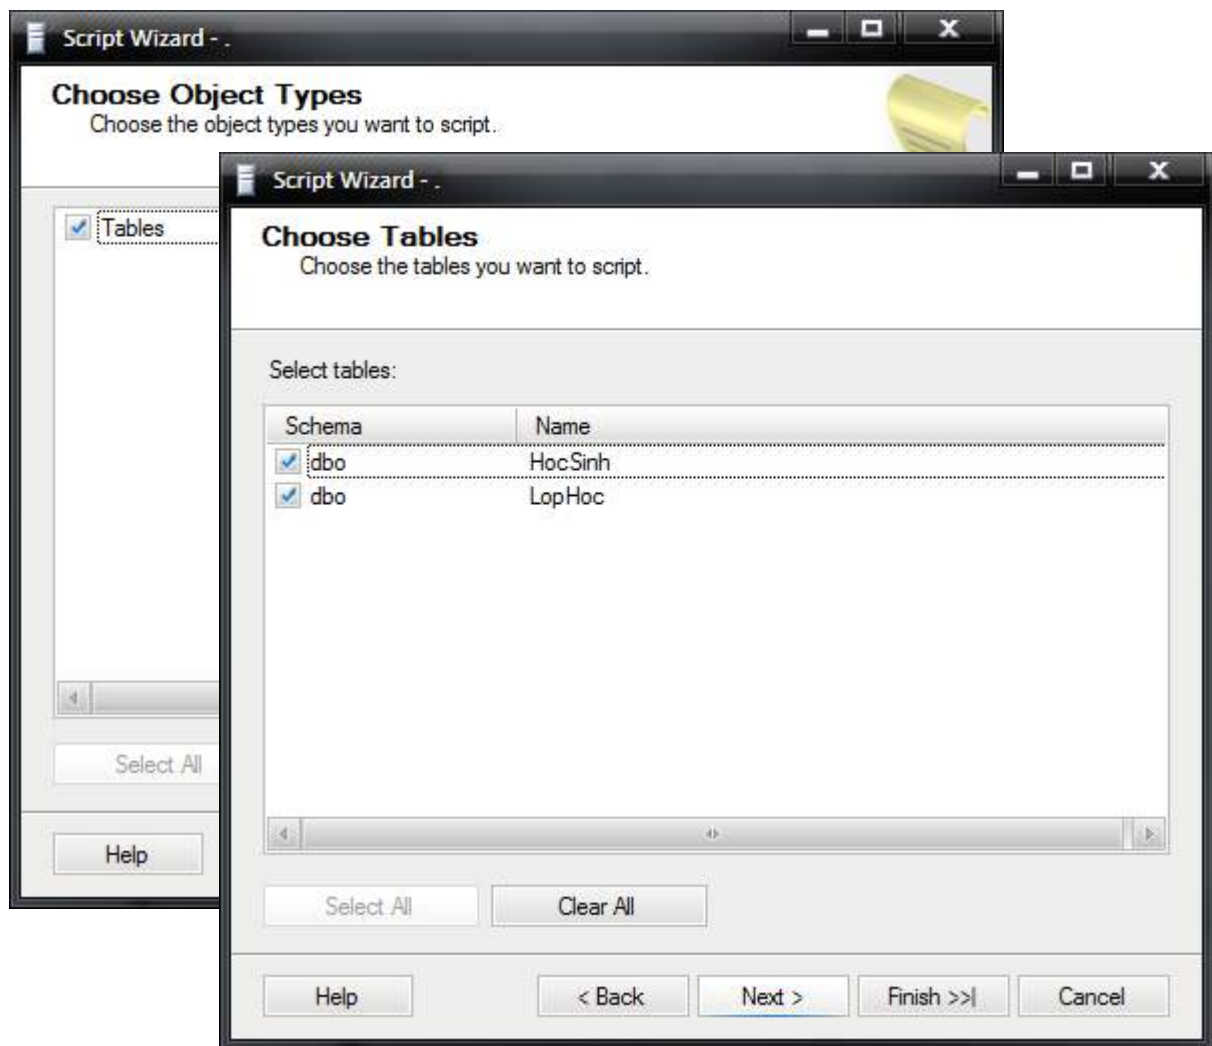 Script Wizard - .
Choose Object Types
Choose the object types you want to script.
Tables
Select All
Help
Script Wizard - .
Choose Tables
Choose the tables you want to script.
Select tables:
Schema Name
dbo HocSinh
dbo LopHoc
Select All Clear All
Help < Back Next > Finish >>| Cancel